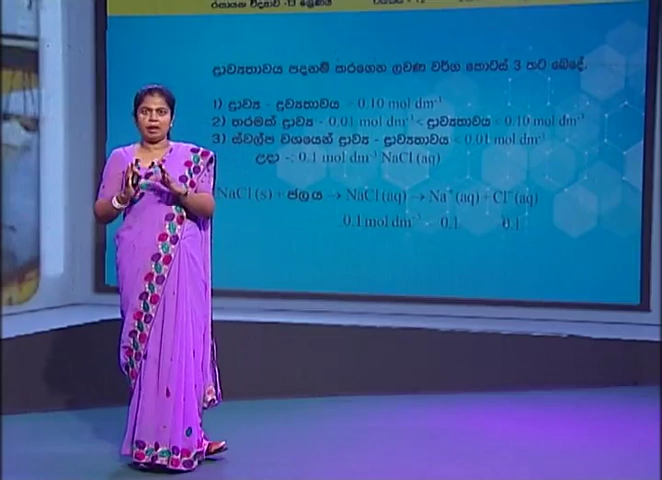 රසායන විද්‍යාව -13 ශ්‍රේණිය
ද්‍රාව්‍යතාවය පදනම් කරගෙන ලවණ වර්ග කොටස් 3 කට බෙදේ.
1) ද්‍රාව්‍ය - ද්‍රව්‍යතාවය > 0.10 mol dm⁻³
2) තරමක් ද්‍රාව්‍ය - 0.01 mol dm⁻³ < ද්‍රාව්‍යතාවය < 0.10 mol dm⁻³
3) ස්වල්ප වශයෙන් ද්‍රාව්‍ය - ද්‍රාව්‍යතාවය < 0.01 mol dm⁻³
උදා -: 0.1 mol dm⁻³ NaCl (aq)
NaCl (s) + ජලය → NaCl (aq) → Na⁺ (aq) + Cl⁻ (aq)
0.1 mol dm⁻³ 0.1 0.1